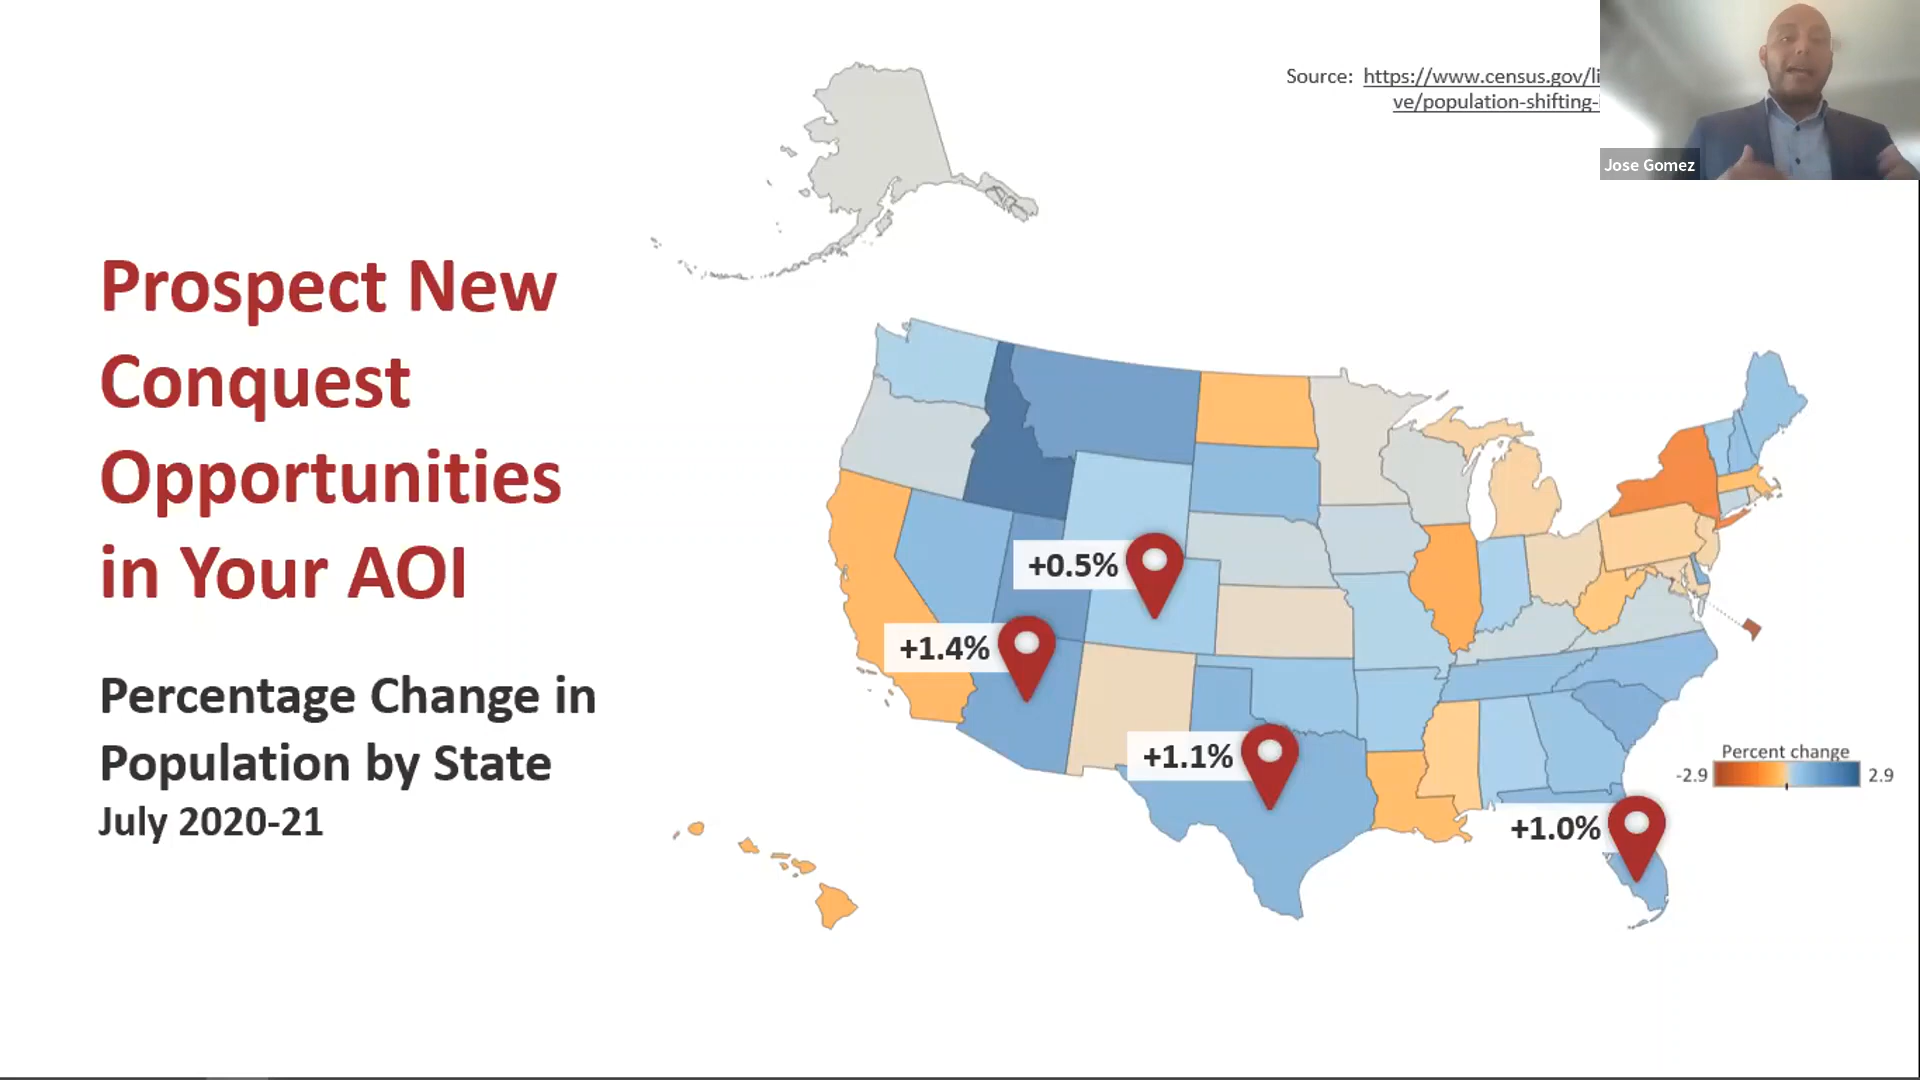 Prospect New
Conquest
Opportunities
in Your AOI
Percentage Change in
Population by State
July 2020-21
Source: https://www.census.gov/li
ve/population-shifting-
Jose Gomez
+0.5%
+1.4%
+1.1%
+1.0%
Percent change
-2.9 2.9